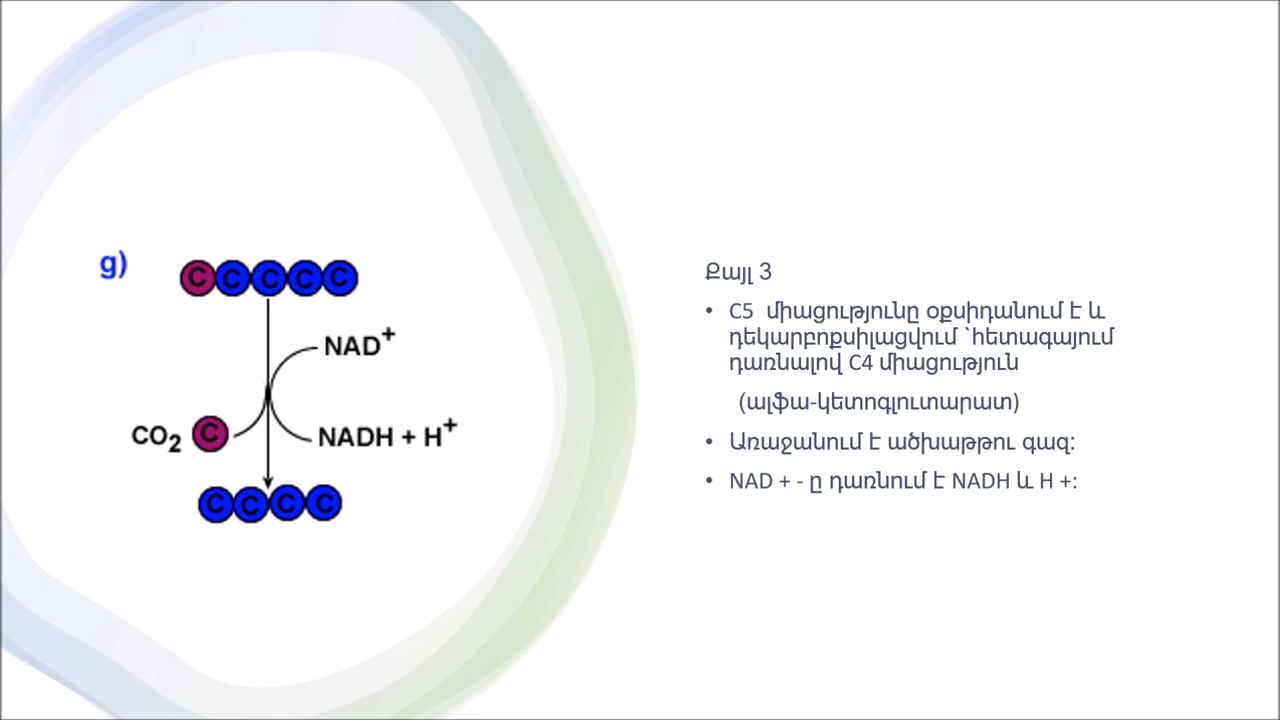 g)
C C C C C
NAD+
CO2 C
NADH + H+
C C C C
Քայլ 3
• C5 միացությունը օքսիդանում է և
դեկարբոքսիլացվում `հետագայում
դառնալով C4 միացություն
(ալֆա-կետոգլուտարատ)
• Առաջանում է ածխաթթու գազ:
• NAD + - ը դառնում է NADH և H +: